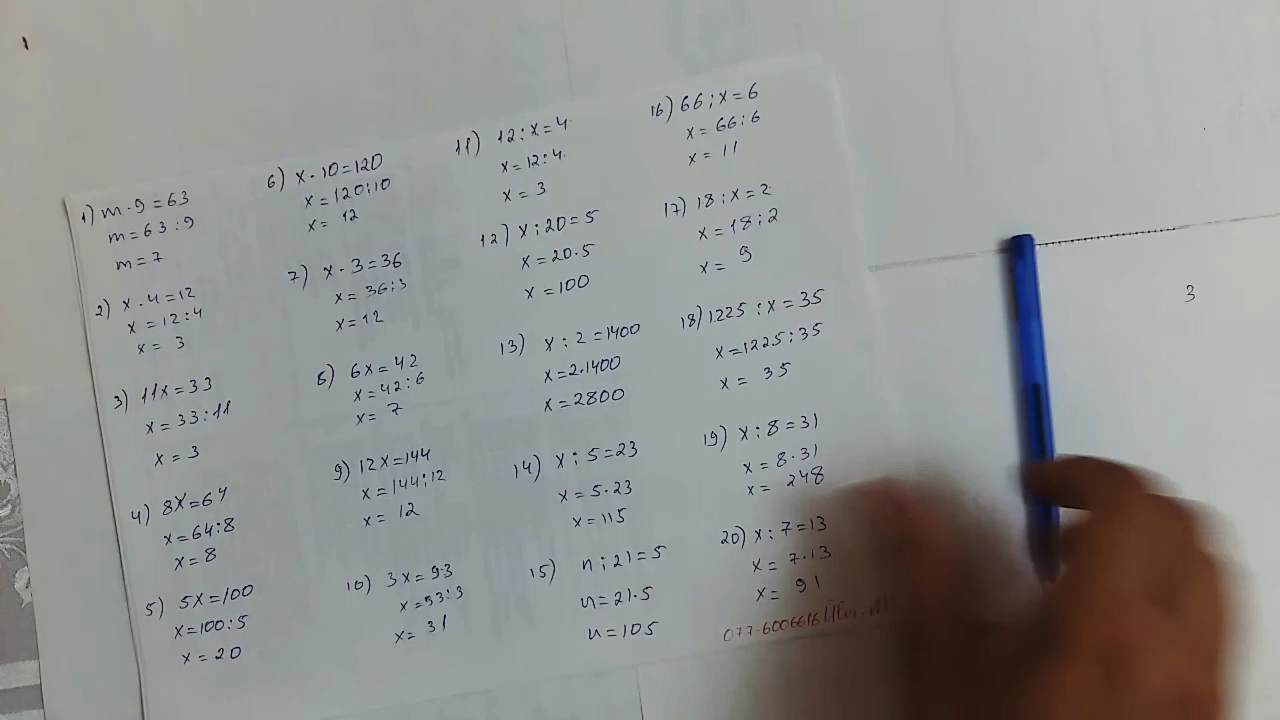 1) m·9=63
m=63:9
m=7
2) x·4=12
x=12:4
x=3
3) 11x=33
x=33:11
x=3
4) 8x=64
x=64:8
x=8
5) 5x=100
x=100:5
x=20
6) x·10=120
x=120:10
x=12
7) x·3=36
x=36:3
x=12
8) 6x=42
x=42:6
x=7
9) 12x=144
x=144:12
x=12
10) 3x=93
x=93:3
x=31
11) 12:x=4
x=12:4
x=3
12) x:20=5
x=20·5
x=100
13) x:2=1400
x=2·1400
x=2800
14) x:5=23
x=5·23
x=115
15) n:21=5
n=21·5
n=105
16) 66:x=6
x=66:6
x=11
17) 18:x=2
x=18:2
x=9
18) 1225:x=35
x=1225:35
x=35
19) x:8=31
x=8·31
x=248
20) x:7=13
x=7·13
x=91
077-6006616
3